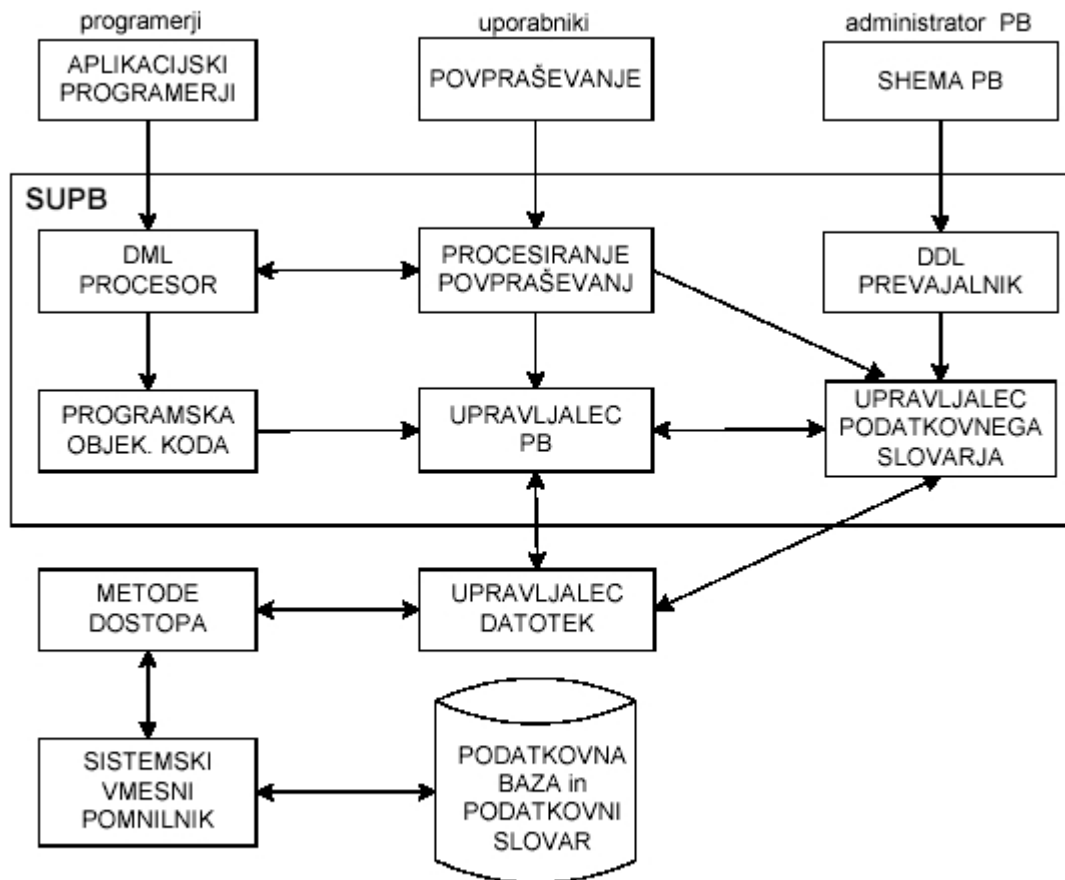 programerji
uporabniki
administrator PB
APLIKACIJSKI
PROGRAMERJI
POVPRAŠEVANJE
SHEMA PB
SUPB
DML
PROCESOR
PROCESIRANJE
POVPRAŠEVANJ
DDL
PREVAJALNIK
PROGRAMSKA
OBJEK. KODA
UPRAVLJALEC
PB
UPRAVLJALEC
PODATKOVNEGA
SLOVARJA
METODE
DOSTOPA
UPRAVLJALEC
DATOTEK
SISTEMSKI
VMESNI
POMNILNIK
PODATKOVNA
BAZA in
PODATKOVNI
SLOVAR